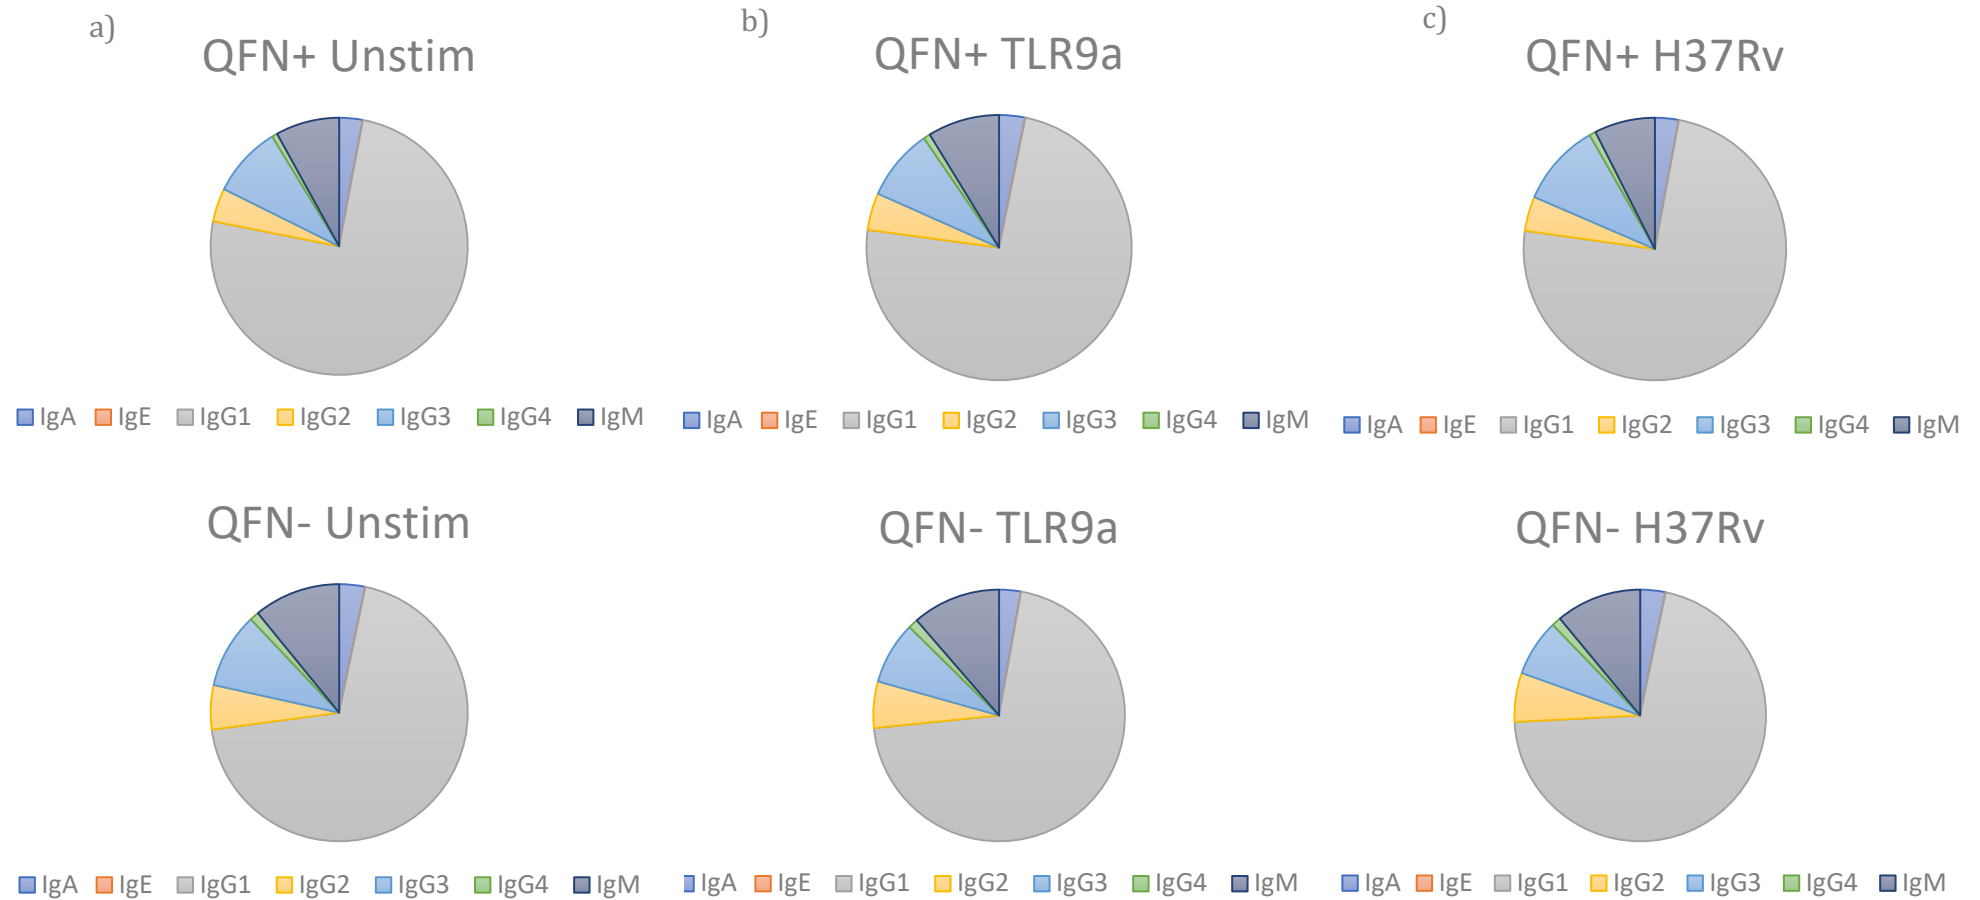 a)
QFN+ Unstim
IgA IgE IgG1 IgG2 IgG3 IgG4 IgM
b)
QFN+ TLR9a
IgA IgE IgG1 IgG2 IgG3 IgG4 IgM
c)
QFN+ H37Rv
IgA IgE IgG1 IgG2 IgG3 IgG4 IgM
QFN- Unstim
IgA IgE IgG1 IgG2 IgG3 IgG4 IgM
QFN- TLR9a
IgA IgE IgG1 IgG2 IgG3 IgG4 IgM
QFN- H37Rv
IgA IgE IgG1 IgG2 IgG3 IgG4 IgM